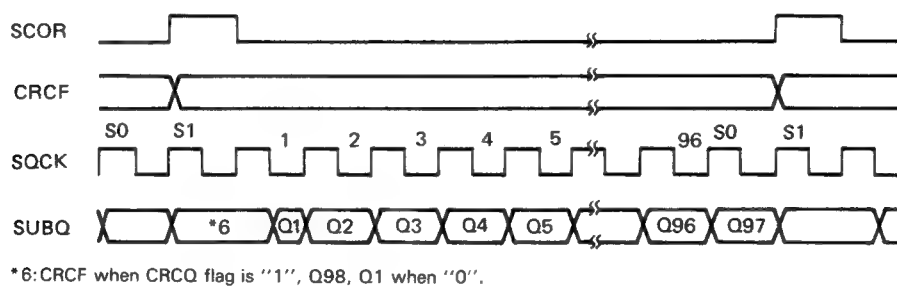 SCOR
CRCF
S0 S1 1 2 3 4 5 96 S0 S1
SQCK
SUBQ *6 Q1 Q2 Q3 Q4 Q5 Q96 Q97
*6: CRCF when CRCQ flag is "1", Q98, Q1 when "0".